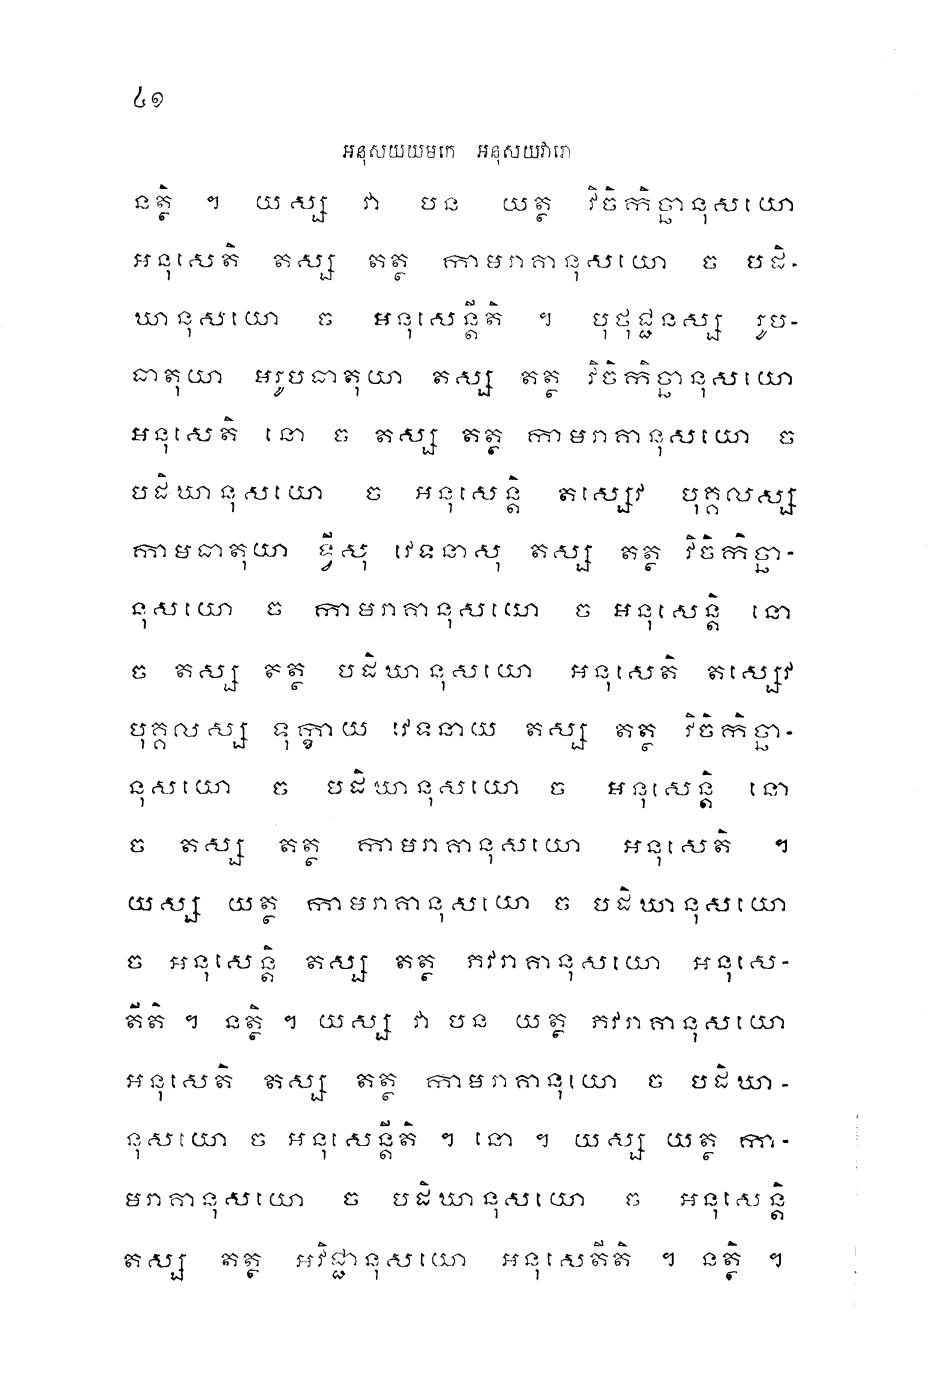 ៤១
អនុសយយមកេ អនុសយវារោ
នត្ថិ ។ យស្ស វា បន យត្ថ វិចិកិច្ឆានុសយោ
អនុសេតិ តស្ស តត្ថ កាមរាគានុសយោ ច បដិ-
ឃានុសយោ ច អនុសេន្តីតិ ។ បុថុជ្ជនស្ស រូប-
ធាតុយា អរូបធាតុយា តស្ស តត្ថ វិចិកិច្ឆានុសយោ
អនុសេតិ នោ ច តស្ស តត្ថ កាមរាគានុសយោ ច
បដិឃានុសយោ ច អនុសេន្តិ តស្សេវ បុគ្គលស្ស
កាមធាតុយា ទ្វីសុ វេទនាសុ តស្ស តត្ថ វិចិកិច្ឆា-
នុសយោ ច កាមរាគានុសយោ ច អនុសេន្តិ នោ
ច តស្ស តត្ថ បដិឃានុសយោ អនុសេតិ តស្សេវ
បុគ្គលស្ស ទុក្ខាយ វេទនាយ តស្ស តត្ថ វិចិកិច្ឆា-
នុសយោ ច បដិឃានុសយោ ច អនុសេន្តិ នោ
ច តស្ស តត្ថ កាមរាគានុសយោ អនុសេតិ ។
យស្ស យត្ថ កាមរាគានុសយោ ច បដិឃានុសយោ
ច អនុសេន្តិ តស្ស តត្ថ ភវរាគានុសយោ អនុសេ-
តីតិ ។ នត្ថិ ។ យស្ស វា បន យត្ថ ភវរាគានុសយោ
អនុសេតិ តស្ស តត្ថ កាមរាគានុយោ ច បដិឃា-
នុសយោ ច អនុសេន្តីតិ ។ នោ ។ យស្ស យត្ថ កា-
មរាគានុសយោ ច បដិឃានុសយោ ច អនុសេន្តិ
តស្ស តត្ថ អវិជ្ជានុសយោ អនុសេតីតិ ។ នត្ថិ ។